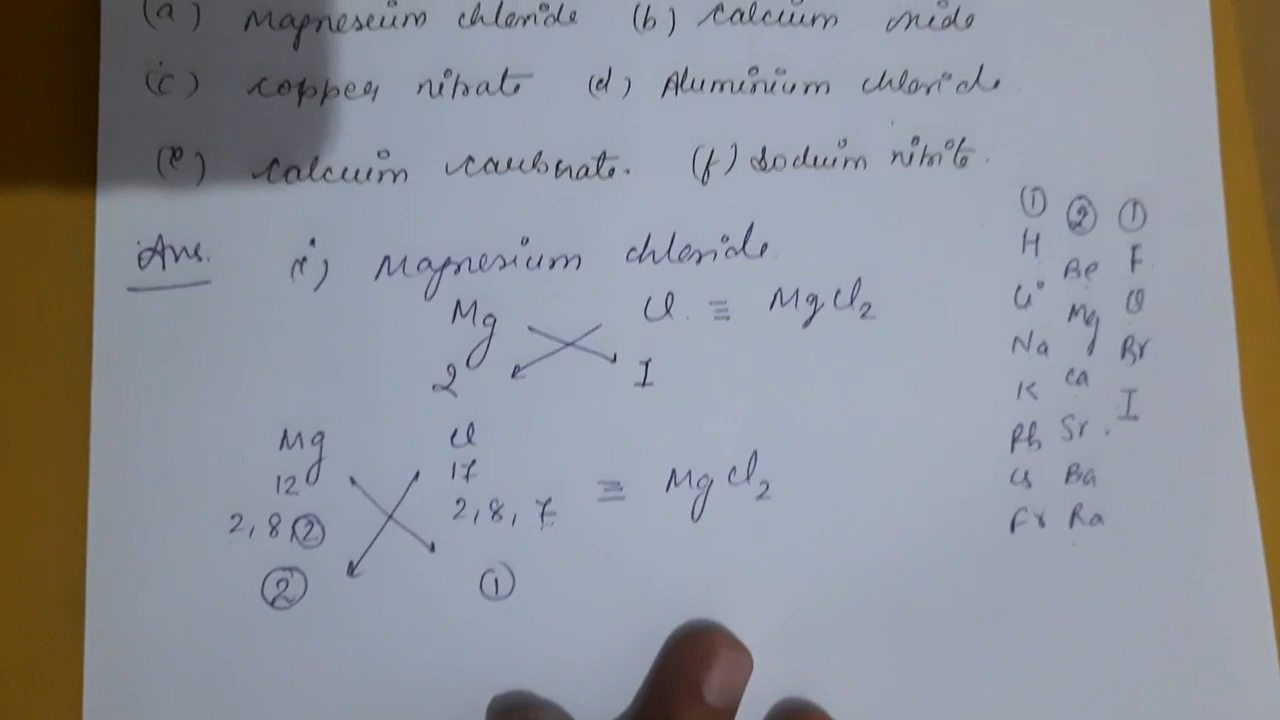 (a) Magneseium chloride (b) calcium oxide
(c) copper nitrate (d) Aluminium chloride
(e) calcium carbonate. (f) Sodium nitrite.
Ans. i) Magnesium chloride
Mg Cl ≡ MgCl2
2 1
Mg Cl
12 17
2,8,2 2,8,7 ≡ MgCl2
2 1
1 2 1
H Be F
Li Mg Cl
Na Ca Br
K Sr. I
Rb Ba
Cs Ra
Fr